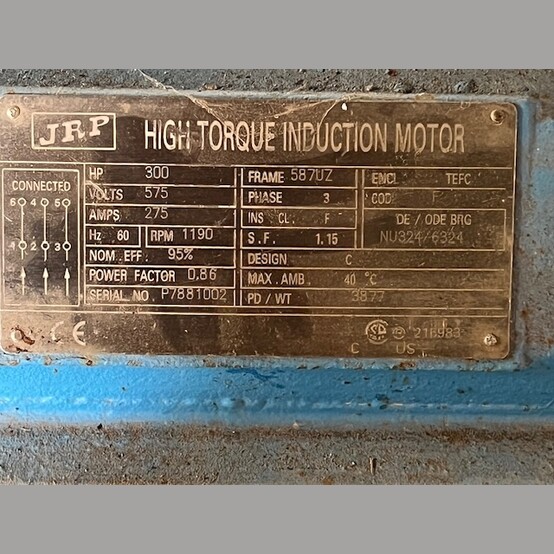 JRP HIGH TORQUE INDUCTION MOTOR
CONNECTED
6 4 5
1 2 3
HP 300
VOLTS 575
AMPS 275
Hz 60 RPM 1190
NOM. EFF. 95%
POWER FACTOR 0.86
SERIAL NO. P7881002
FRAME 587UZ
PHASE 3
INS CL. F
S.F. 1.15
DESIGN C
MAX. AMB. 40 °C
PD/WT 3877
ENCL TEFC
COD F
DE / ODE BRG
NU324/6324
CE
216983
C US